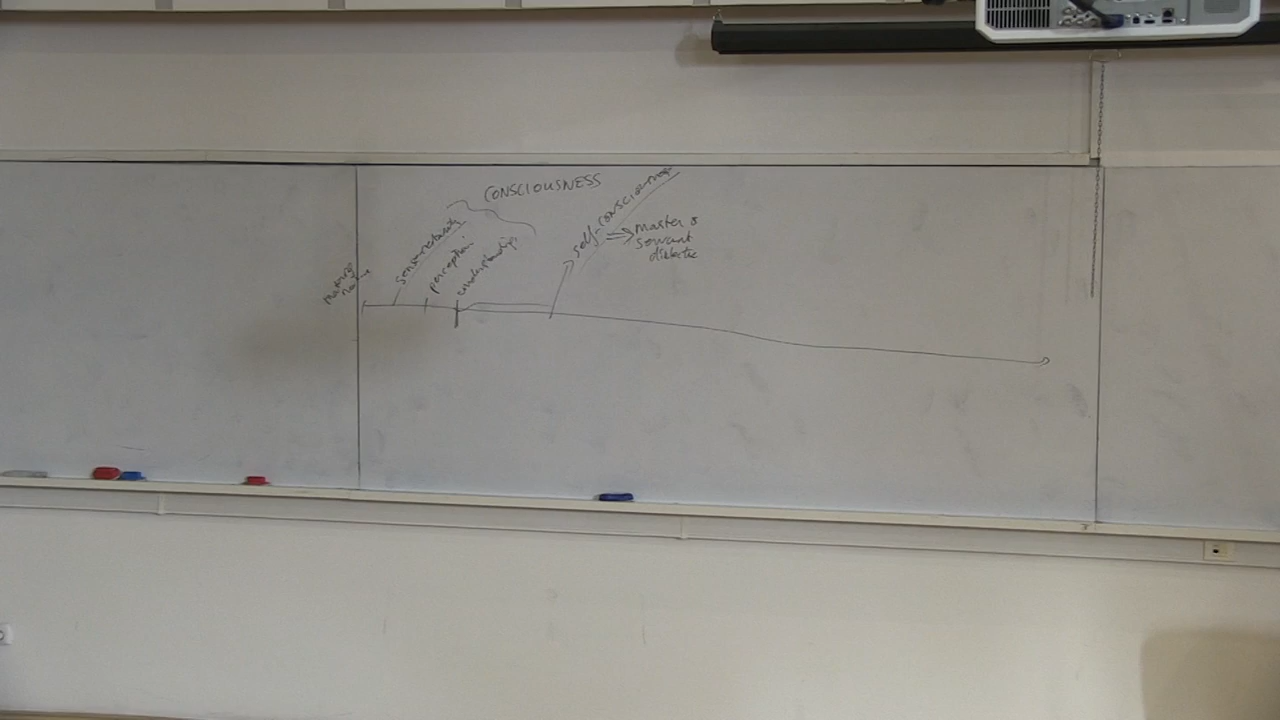 CONSCIOUSNESS
sense-certainty
perception
understanding
self-consciousness
master &
servant
dialectic